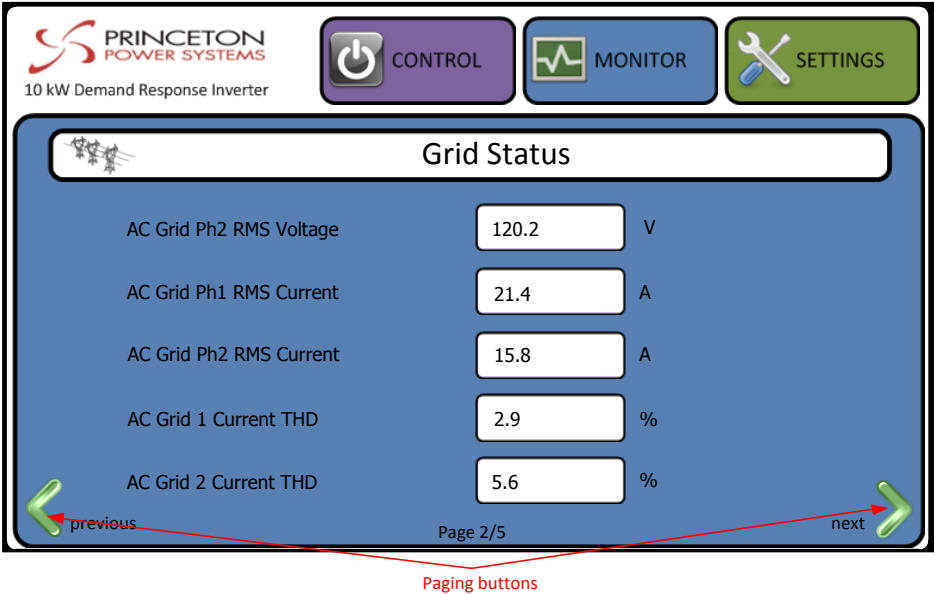 PRINCETON
POWER SYSTEMS
10 kW Demand Response Inverter
CONTROL
MONITOR
SETTINGS
Grid Status
AC Grid Ph2 RMS Voltage 120.2 V
AC Grid Ph1 RMS Current 21.4 A
AC Grid Ph2 RMS Current 15.8 A
AC Grid 1 Current THD 2.9 %
AC Grid 2 Current THD 5.6 %
previous
Page 2/5
next
Paging buttons